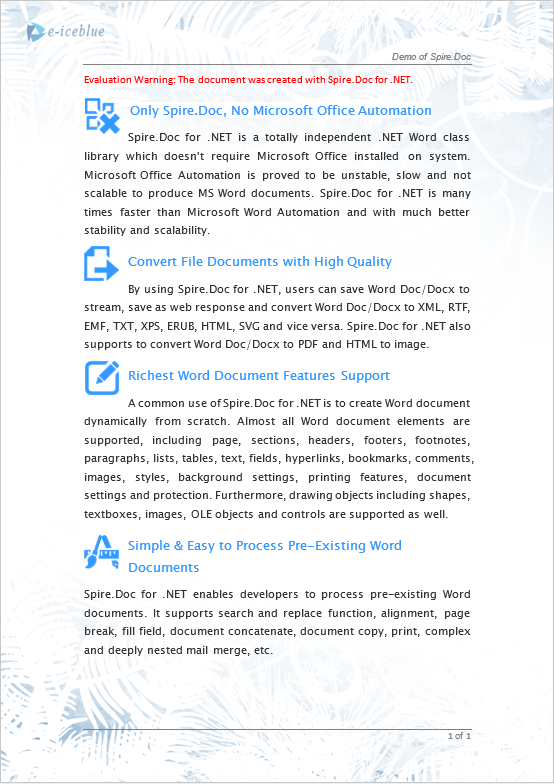 e-iceblue
Demo of Spire.Doc
Evaluation Warning: The document was created with Spire.Doc for .NET.
Only Spire.Doc, No Microsoft Office Automation
Spire.Doc for .NET is a totally independent .NET Word class
library which doesn't require Microsoft Office installed on system.
Microsoft Office Automation is proved to be unstable, slow and not
scalable to produce MS Word documents. Spire.Doc for .NET is many
times faster than Microsoft Word Automation and with much better
stability and scalability.
Convert File Documents with High Quality
By using Spire.Doc for .NET, users can save Word Doc/Docx to
stream, save as web response and convert Word Doc/Docx to XML, RTF,
EMF, TXT, XPS, ERUB, HTML, SVG and vice versa. Spire.Doc for .NET also
supports to convert Word Doc/Docx to PDF and HTML to image.
Richest Word Document Features Support
A common use of Spire.Doc for .NET is to create Word document
dynamically from scratch. Almost all Word document elements are
supported, including page, sections, headers, footers, footnotes,
paragraphs, lists, tables, text, fields, hyperlinks, bookmarks, comments,
images, styles, background settings, printing features, document
settings and protection. Furthermore, drawing objects including shapes,
textboxes, images, OLE objects and controls are supported as well.
Simple & Easy to Process Pre-Existing Word
Documents
Spire.Doc for .NET enables developers to process pre-existing Word
documents. It supports search and replace function, alignment, page
break, fill field, document concatenate, document copy, print, complex
and deeply nested mail merge, etc.
1 of 1